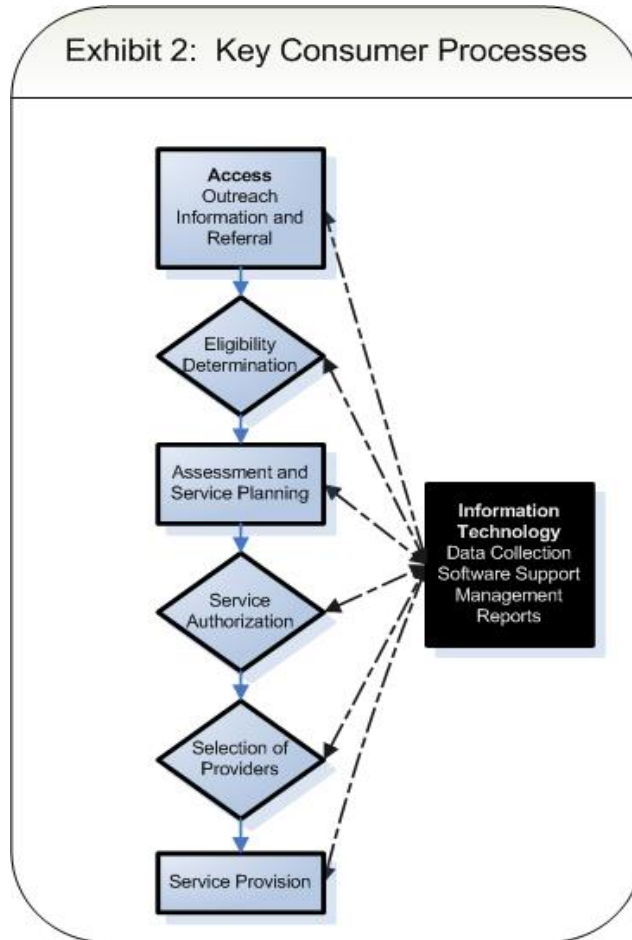 Exhibit 2: Key Consumer Processes
Access
Outreach
Information and
Referral
Eligibility
Determination
Assessment and
Service Planning
Service
Authorization
Selection of
Providers
Service Provision
Information
Technology
Data Collection
Software Support
Management
Reports